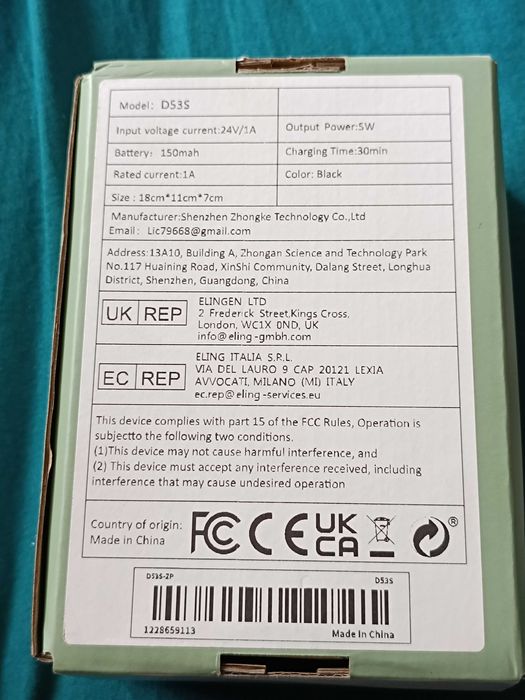 Model: D53S
Input voltage current:24V/1A
Output Power:5W
Battery: 150mah
Charging Time:30min
Rated current:1A
Color: Black
Size : 18cm*11cm*7cm
Manufacturer:Shenzhen Zhongke Technology Co.,Ltd
Email: Lic79668@gmail.com
Address:13A10, Building A, Zhongan Science and Technology Park
No.117 Huaining Road, XinShi Community, Dalang Street, Longhua
District, Shenzhen, Guangdong, China
UK REP
ELINGEN LTD
2 Frederick Street,Kings Cross,
London, WC1X 0ND, UK
info@eling-gmbh.com
EC REP
ELING ITALIA S.R.L.
VIA DEL LAURO 9 CAP 20121 LEXIA
AVVOCATI, MILANO (MI) ITALY
ec.rep@eling-services.eu
This device complies with part 15 of the FCC Rules, Operation is
subjectto the following two conditions.
(1)This device may not cause harmful interference, and
(2) This device must accept any interference received, including
interference that may cause undesired operation
Country of origin:
Made in China
FC CE UK
CA
®
D53S-ZP
D53S
1228659113
Made In China